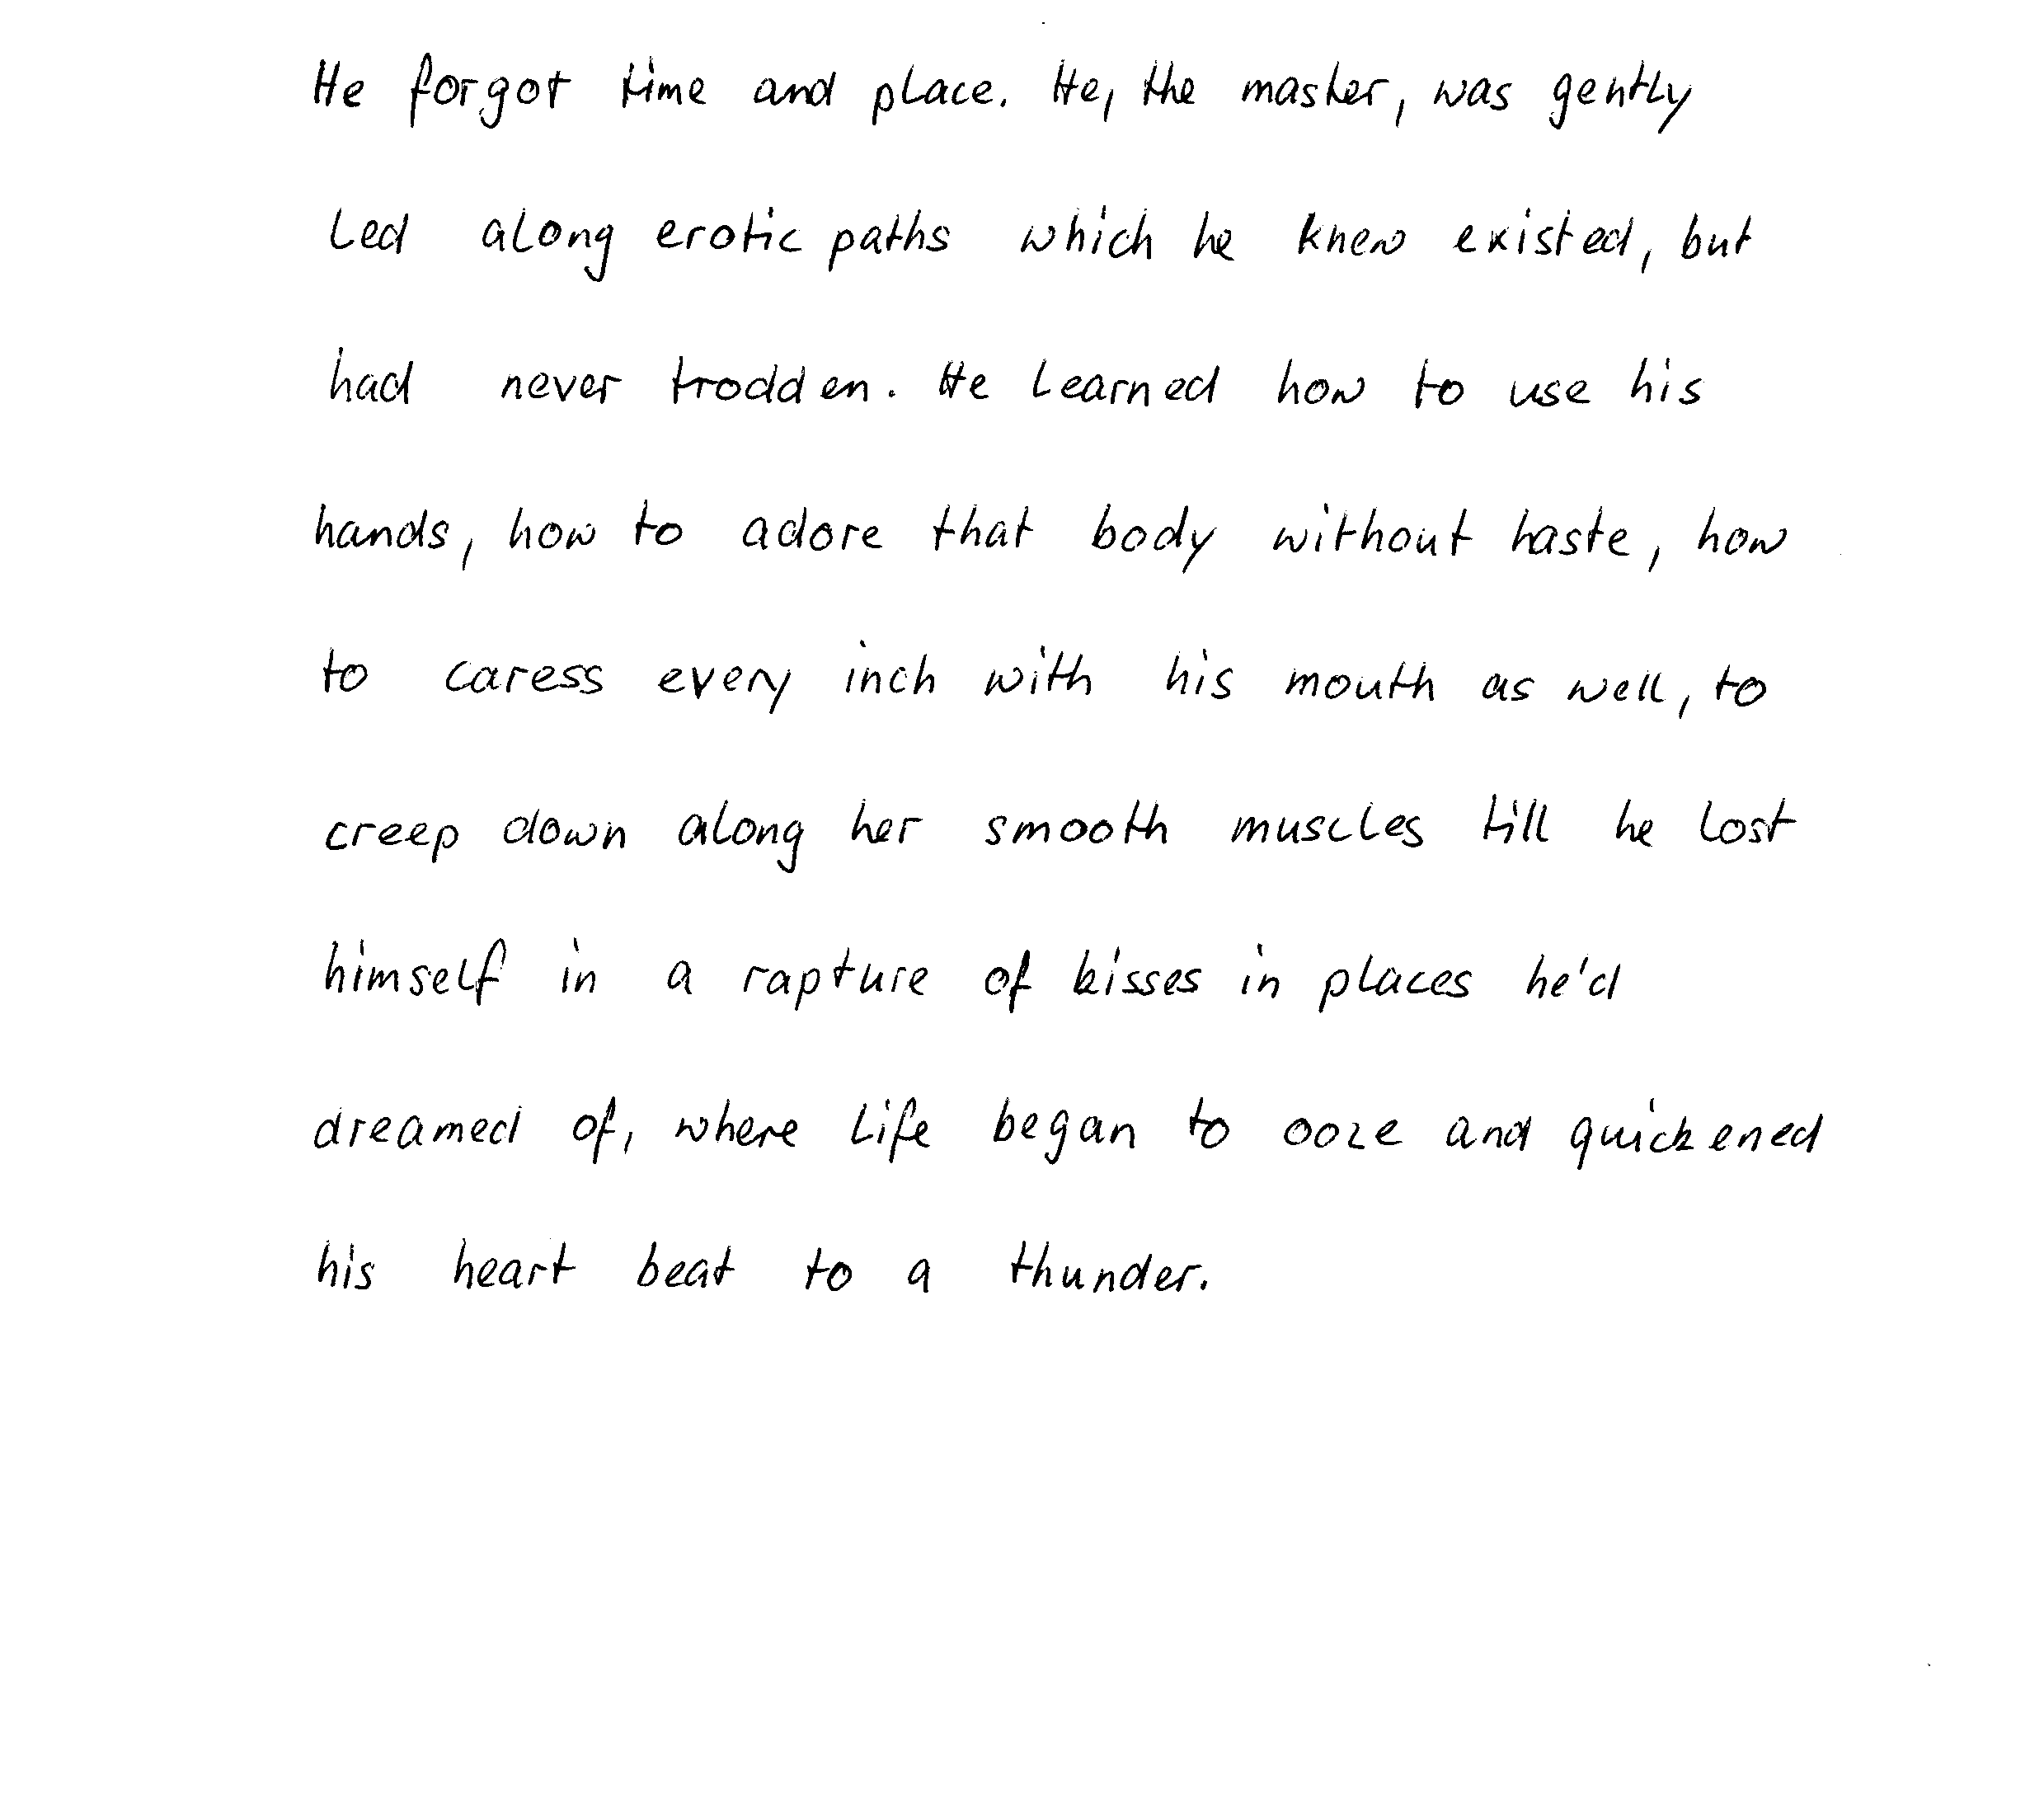 He forgot time and place. He, the master, was gently
led along erotic paths which he knew existed, but
had never trodden. He learned how to use his
hands, how to adore that body without haste, how
to caress every inch with his mouth as well, to
creep down along her smooth muscles till he lost
himself in a rapture of kisses in places he'd
dreamed of, where life began to ooze and quickened
his heart beat to a thunder.